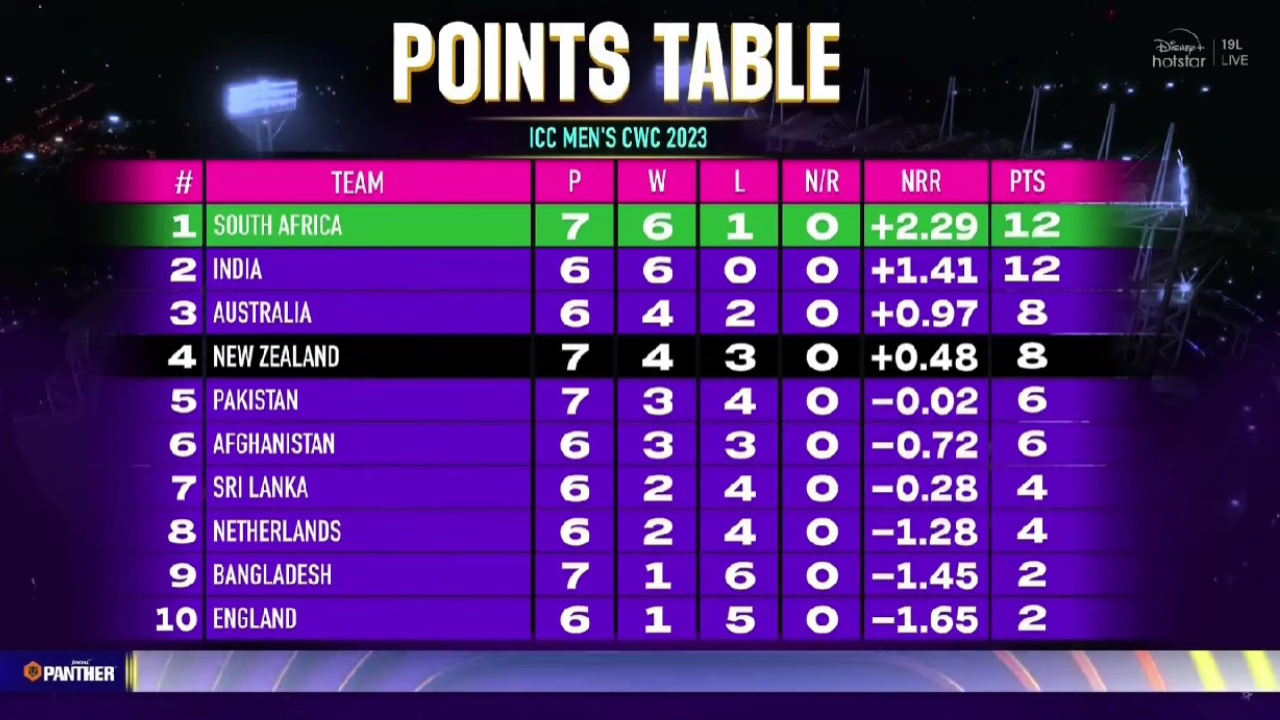 POINTS TABLE
DISNEY+ hotstar | 19L LIVE
ICC MEN'S CWC 2023
# TEAM P W L N/R NRR PTS
1 SOUTH AFRICA 7 6 1 0 +2.29 12
2 INDIA 6 6 0 0 +1.41 12
3 AUSTRALIA 6 4 2 0 +0.97 8
4 NEW ZEALAND 7 4 3 0 +0.48 8
5 PAKISTAN 7 3 4 0 −0.02 6
6 AFGHANISTAN 6 3 3 0 −0.72 6
7 SRI LANKA 6 2 4 0 −0.28 4
8 NETHERLANDS 6 2 4 0 −1.28 4
9 BANGLADESH 7 1 6 0 −1.45 2
10 ENGLAND 6 1 5 0 −1.65 2
JINDAL
PANTHER